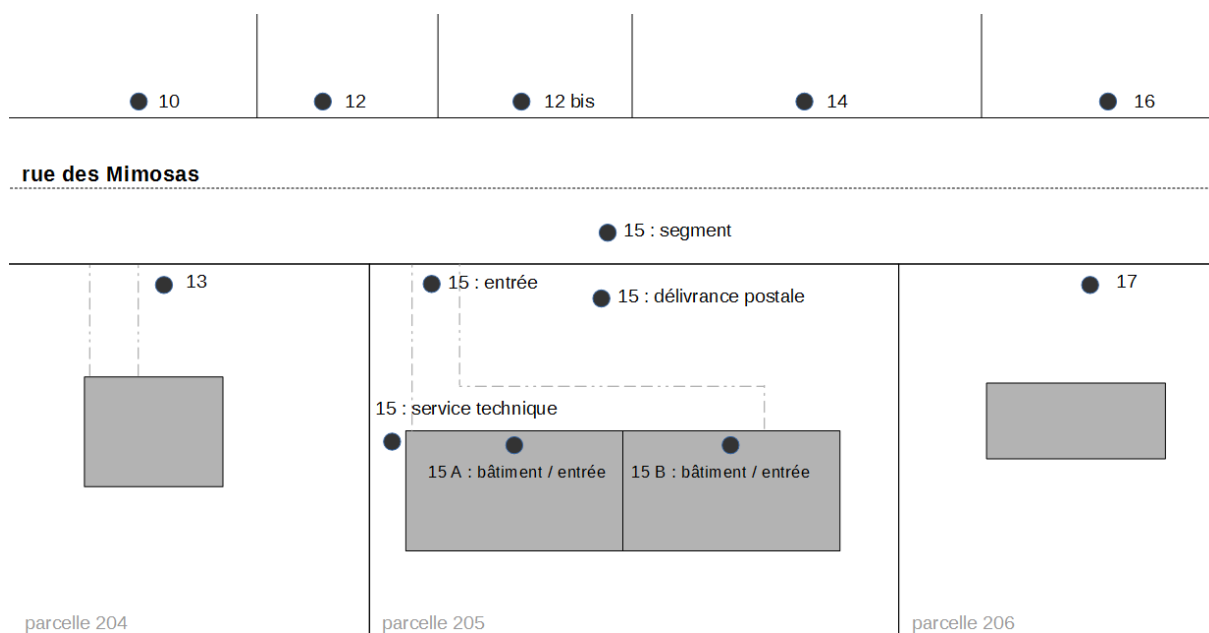 10
12
12 bis
14
16
rue des Mimosas
15 : segment
13
15 : entrée
15 : délivrance postale
17
15 : service technique
15 A : bâtiment / entrée
15 B : bâtiment / entrée
parcelle 204
parcelle 205
parcelle 206